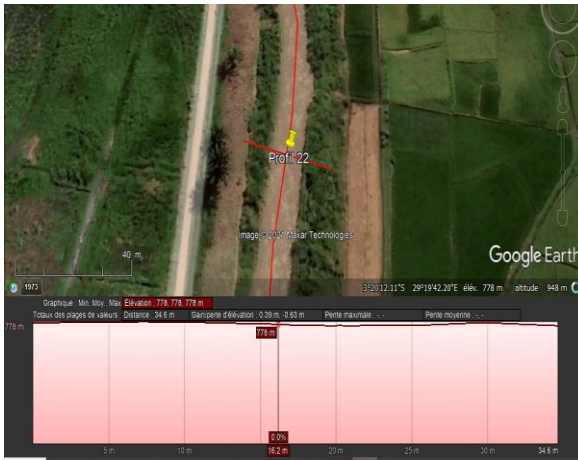 Profil 22
Image © 2021 Maxar Technologies
40 m
Google Earth
1973
3°20'12.11"S 29°19'42.20"E élév. 778 m altitude 948 m
Graphique : Min. Moy., Max Élévation : 778, 778, 778 m
Totaux des plages de valeurs : Distance : 34.6 m Gain/perte d'élévation : 0.39 m, -0.63 m Pente maximale : -, - Pente moyenne : -, -
778 m
778 m
0.0%
5 m 10 m 16.2 m 20 m 25 m 30 m 34.6 m